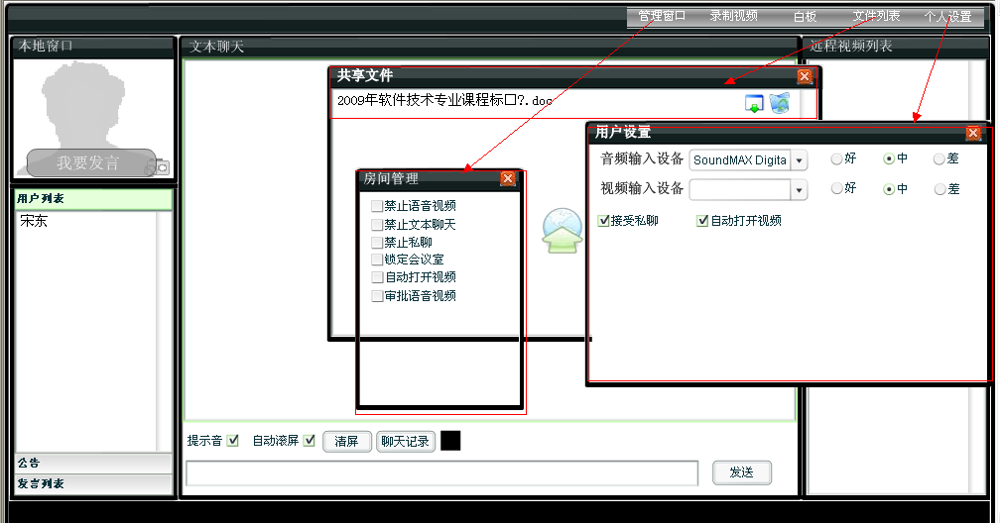 管理窗口 录制视频 白板 文件列表 个人设置
本地窗口
文本聊天
远程视频列表
我要发言
用户列表
宋东
公告
发言列表
共享文件
2009年软件技术专业课程标口?.doc
房间管理
禁止语音视频
禁止文本聊天
禁止私聊
锁定会议室
自动打开视频
审批语音视频
用户设置
音频输入设备 SoundMAX Digita 好 中 差
视频输入设备 好 中 差
接受私聊 自动打开视频
提示音 自动滚屏 清屏 聊天记录
发送